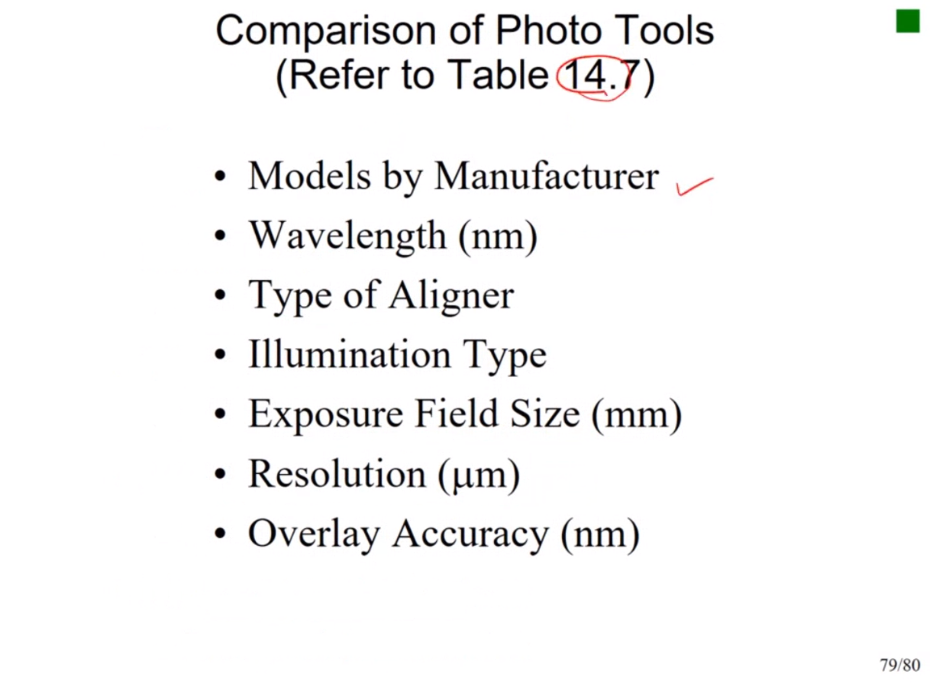 Comparison of Photo Tools
(Refer to Table 14.7)
• Models by Manufacturer
• Wavelength (nm)
• Type of Aligner
• Illumination Type
• Exposure Field Size (mm)
• Resolution (μm)
• Overlay Accuracy (nm)
79/80